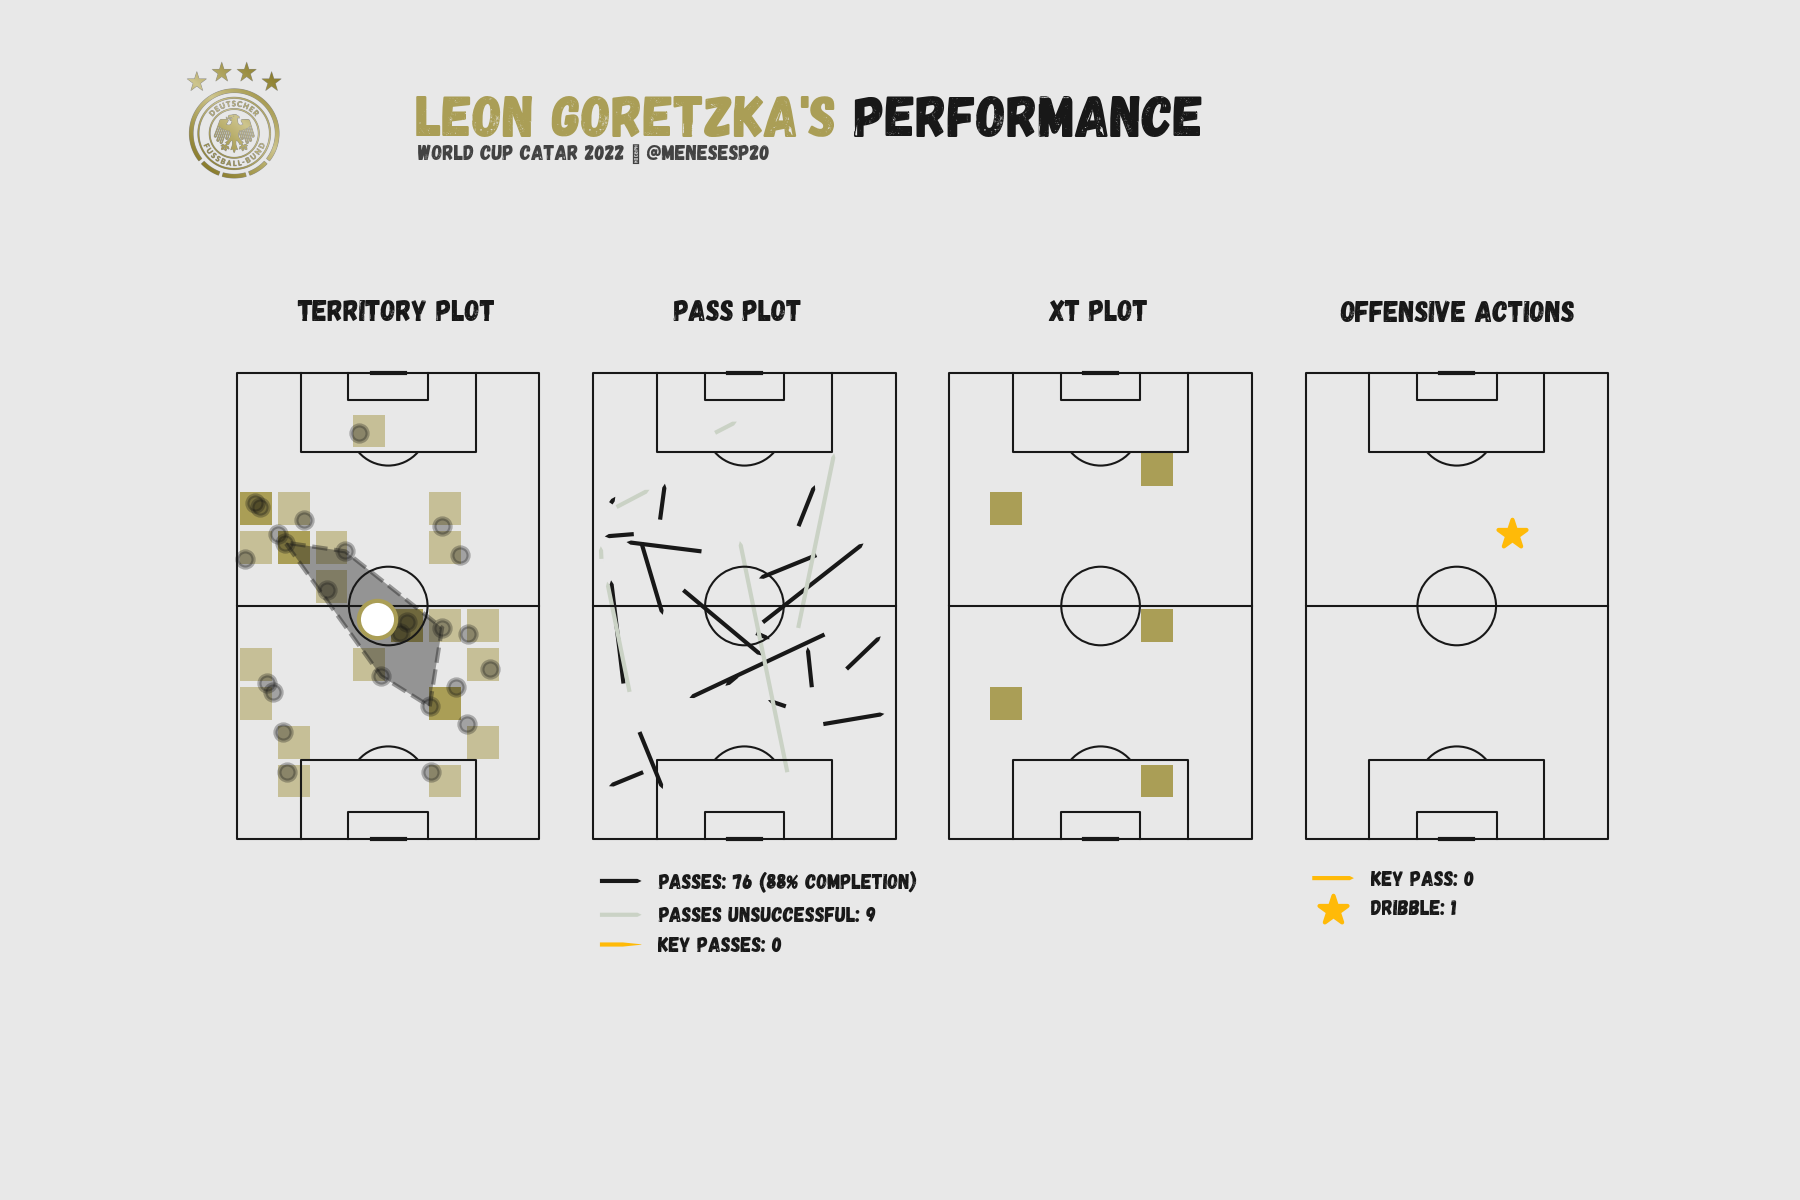 DEUTSCHER
FUSSBALL-BUND
LEON GORETZKA'S PERFORMANCE
WORLD CUP CATAR 2022 @MENESESP20
TERRITORY PLOT
PASS PLOT
XT PLOT
OFFENSIVE ACTIONS
PASSES: 76 (88% COMPLETION)
PASSES UNSUCCESSFUL: 9
KEY PASSES: 0
KEY PASS: 0
DRIBBLE: 1